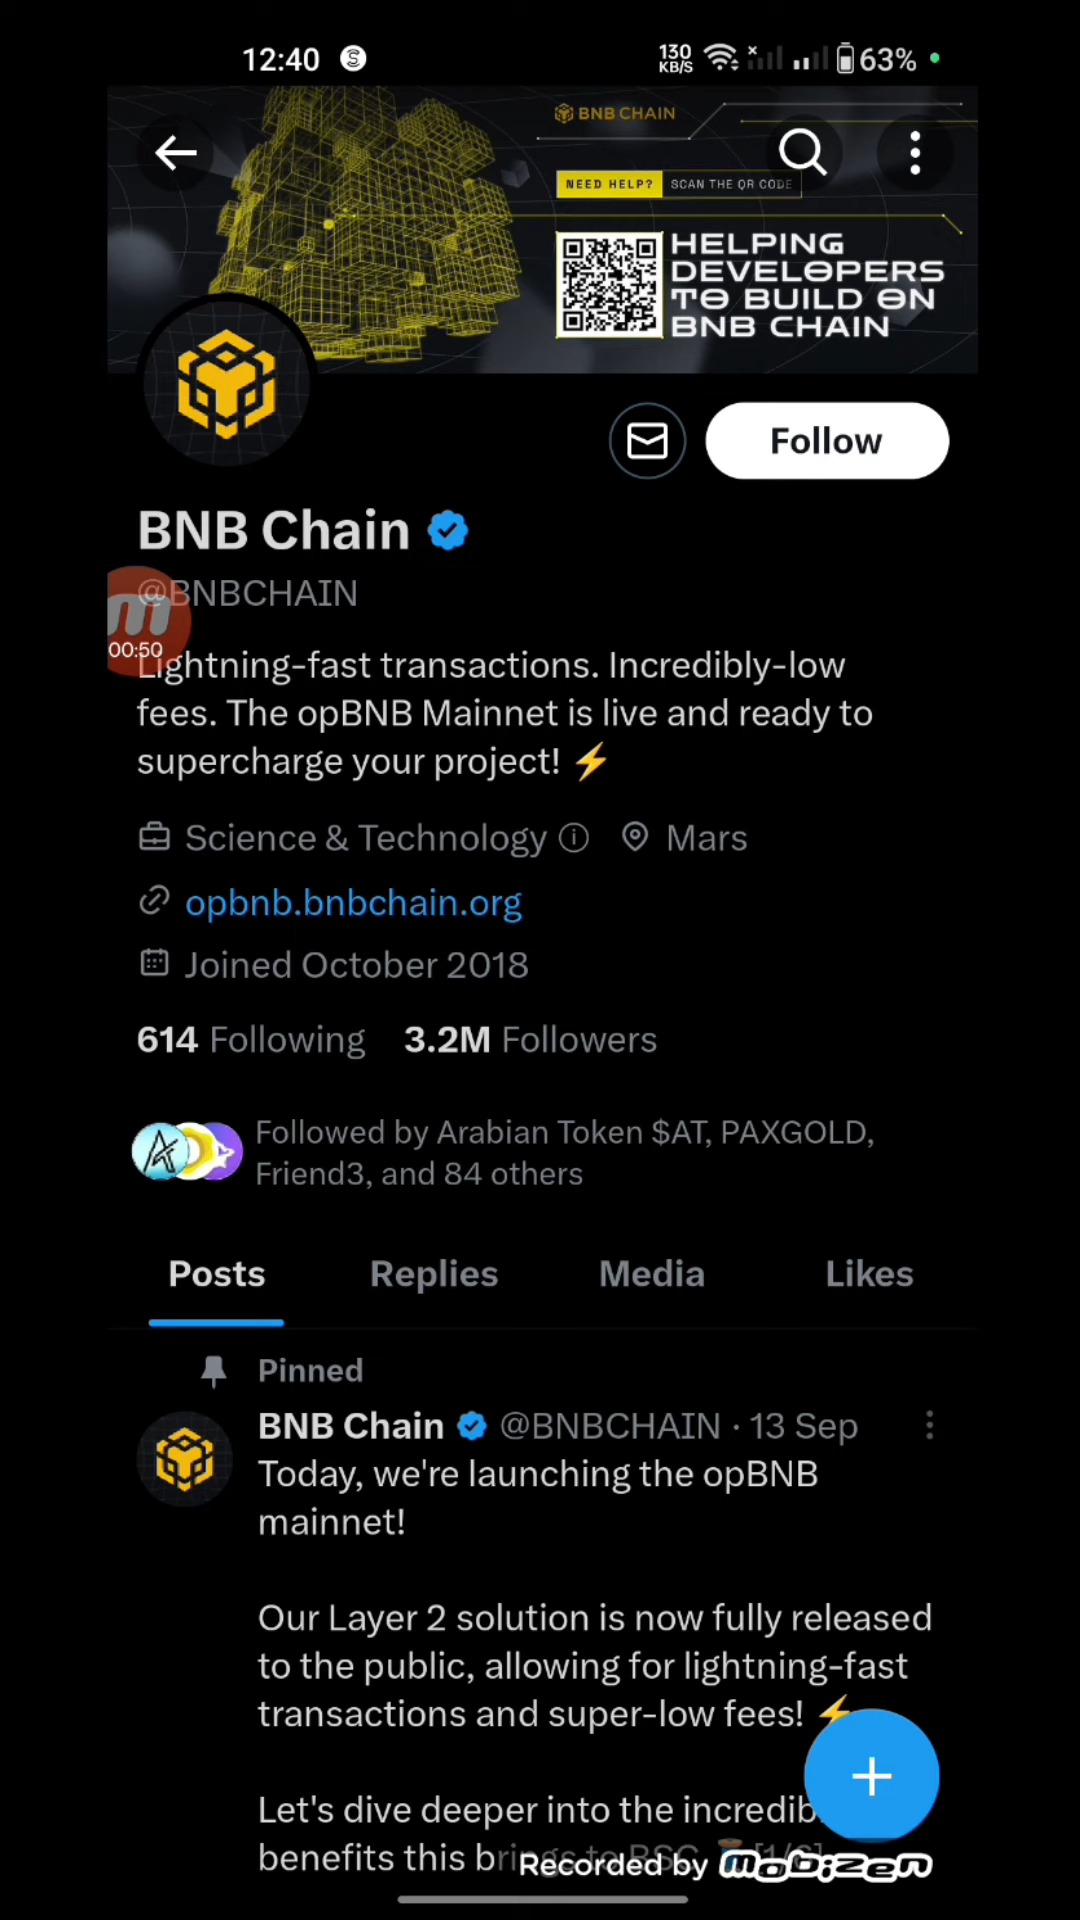 12:40
130 KB/S
63%
BNB CHAIN
NEED HELP? SCAN THE QR CODE
HELPING
DEVELOPERS
TO BUILD ON
BNB CHAIN
Follow
BNB Chain
@BNBCHAIN
00:50
Lightning-fast transactions. Incredibly-low
fees. The opBNB Mainnet is live and ready to
supercharge your project! ⚡
Science & Technology Mars
opbnb.bnbchain.org
Joined October 2018
614 Following 3.2M Followers
Followed by Arabian Token $AT, PAXGOLD,
Friend3, and 84 others
Posts Replies Media Likes
Pinned
BNB Chain @BNBCHAIN · 13 Sep
Today, we're launching the opBNB
mainnet!
Our Layer 2 solution is now fully released
to the public, allowing for lightning-fast
transactions and super-low fees! ⚡
Let's dive deeper into the incredib
benefits this brings to BSC [1/6]
Recorded by Mobizen